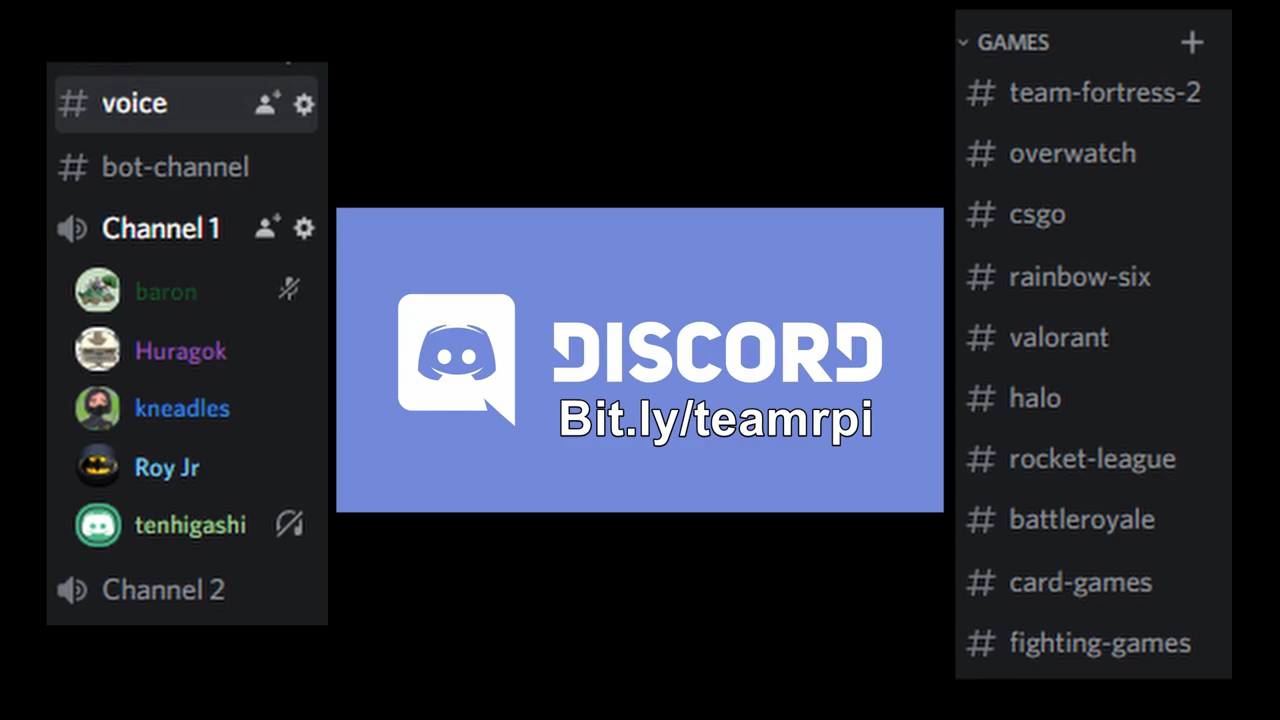 # voice
# bot-channel
Channel 1
baron
Huragok
kneadles
Roy Jr
tenhigashi
Channel 2
DISCORD
Bit.ly/teamrpi
GAMES
# team-fortress-2
# overwatch
# csgo
# rainbow-six
# valorant
# halo
# rocket-league
# battleroyale
# card-games
# fighting-games